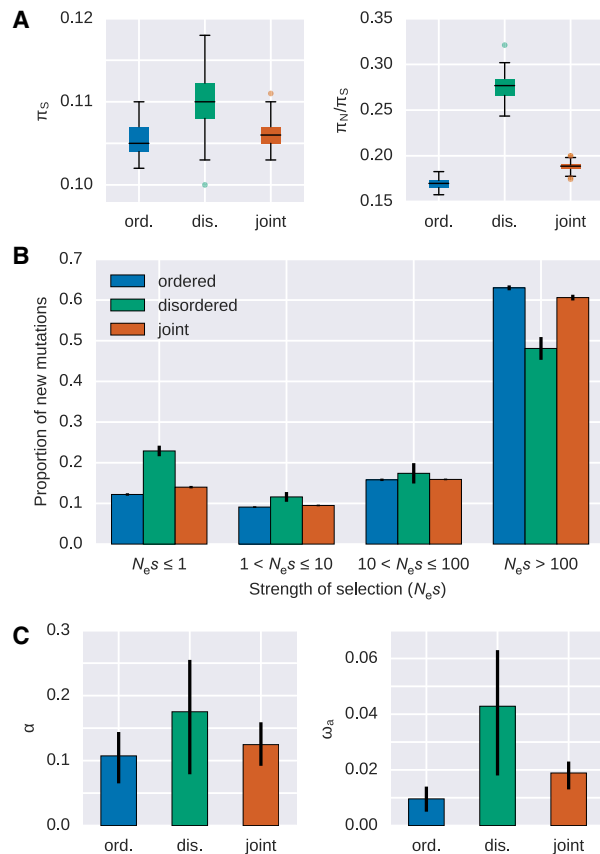 A
0.12
0.11
0.10
πS
ord.
dis.
joint
0.35
0.30
0.25
0.20
0.15
πN/πS
ord.
dis.
joint
B
0.7
0.6
0.5
0.4
0.3
0.2
0.1
0.0
Proportion of new mutations
ordered
disordered
joint
Nes ≤ 1
1 < Nes ≤ 10
10 < Nes ≤ 100
Nes > 100
Strength of selection (Nes)
C
0.3
0.2
0.1
0.0
α
ord.
dis.
joint
0.06
0.04
0.02
0.00
ωa
ord.
dis.
joint